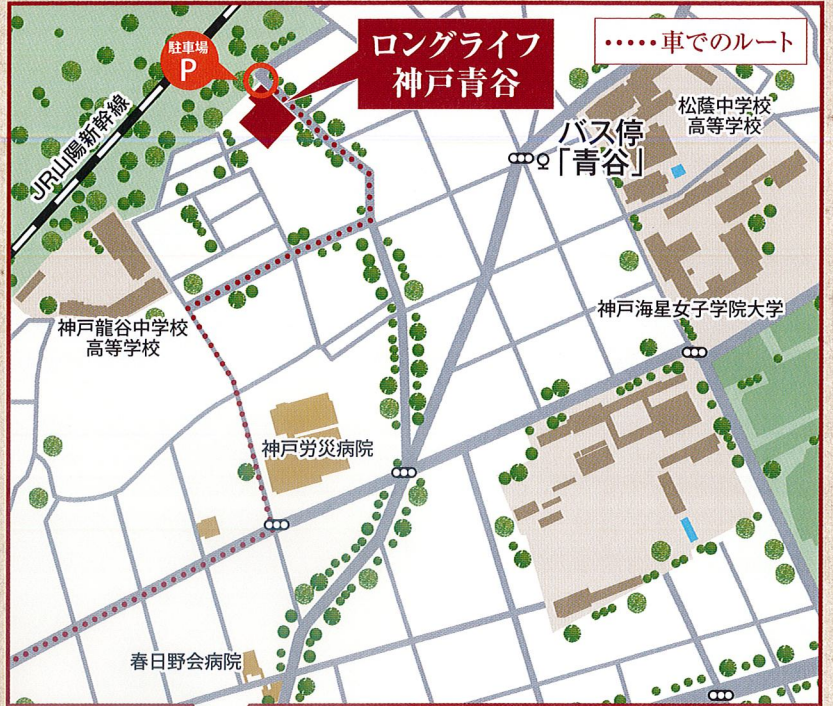 駐車場
P
ロングライフ
神戸青谷
•••••車でのルート
JR山陽新幹線
バス停
「青谷」
松蔭中学校
高等学校
神戸龍谷中学校
高等学校
神戸海星女子学院大学
神戸労災病院
春日野会病院